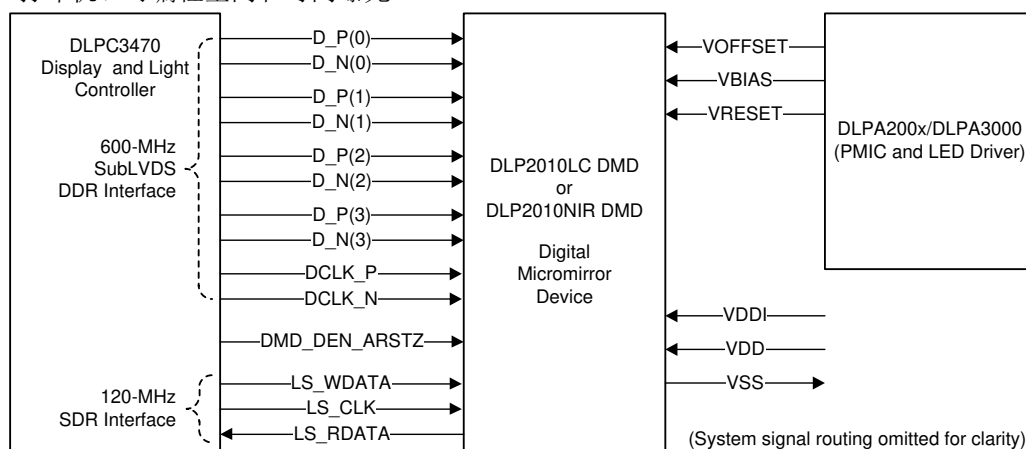 DLPC3470
Display and Light
Controller
600-MHz
SubLVDS
DDR Interface
120-MHz
SDR Interface
D_P(0)
D_N(0)
D_P(1)
D_N(1)
D_P(2)
D_N(2)
D_P(3)
D_N(3)
DCLK_P
DCLK_N
DMD_DEN_ARSTZ
LS_WDATA
LS_CLK
LS_RDATA
DLP2010LC DMD
or
DLP2010NIR DMD
Digital
Micromirror
Device
VOFFSET
VBIAS
VRESET
VDDI
VDD
VSS
DLPA200x/DLPA3000
(PMIC and LED Driver)
(System signal routing omitted for clarity)